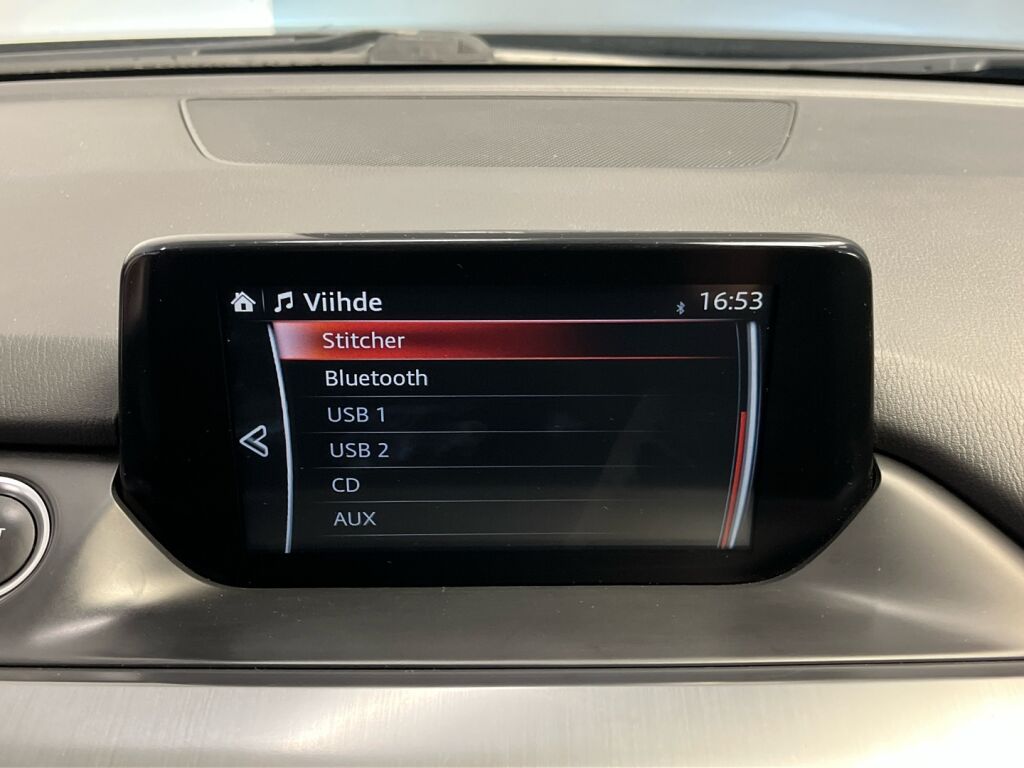 Viihde
16:53
Stitcher
Bluetooth
USB 1
USB 2
CD
AUX